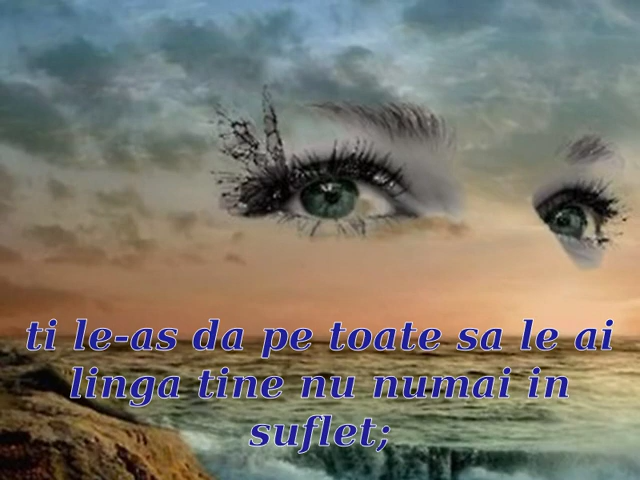 ti le-as da pe toate sa le ai
linga tine nu numai in
suflet;